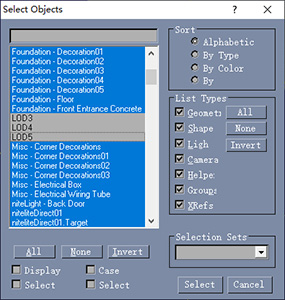 Select Objects
?
Foundation - Decoration01
Foundation - Decoration02
Foundation - Decoration03
Foundation - Decoration04
Foundation - Decoration05
Foundation - Floor
Foundation - Front Entrance Concrete
LOD3
LOD4
LOD5
Misc - Corner Decorations
Misc - Corner Decorations01
Misc - Corner Decorations02
Misc - Corner Decorations03
Misc - Electrical Box
Misc - Electrical Wiring Tube
niteLight - Back Door
niteliteDirect01
niteliteDirect01.Target
All
None
Invert
Display
Case
Select
Select
Sort
Alphabetic
By Type
By Color
By
List Types
Geomet
All
Shape
None
Ligh
Invert
Camera
Helpe
Group
XRefs
Selection Sets
Select
Cancel